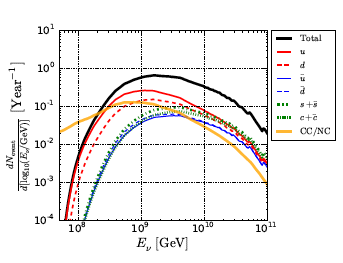 10^1
10^0
10^-1
10^-2
10^-3
10^-4
dN_event / d[log_10(E_ν/GeV)] [Year^-1]
10^8 10^9 10^10 10^11
E_ν [GeV]
Total
u
d
ū
d̄
s+s̄
c+c̄
CC/NC